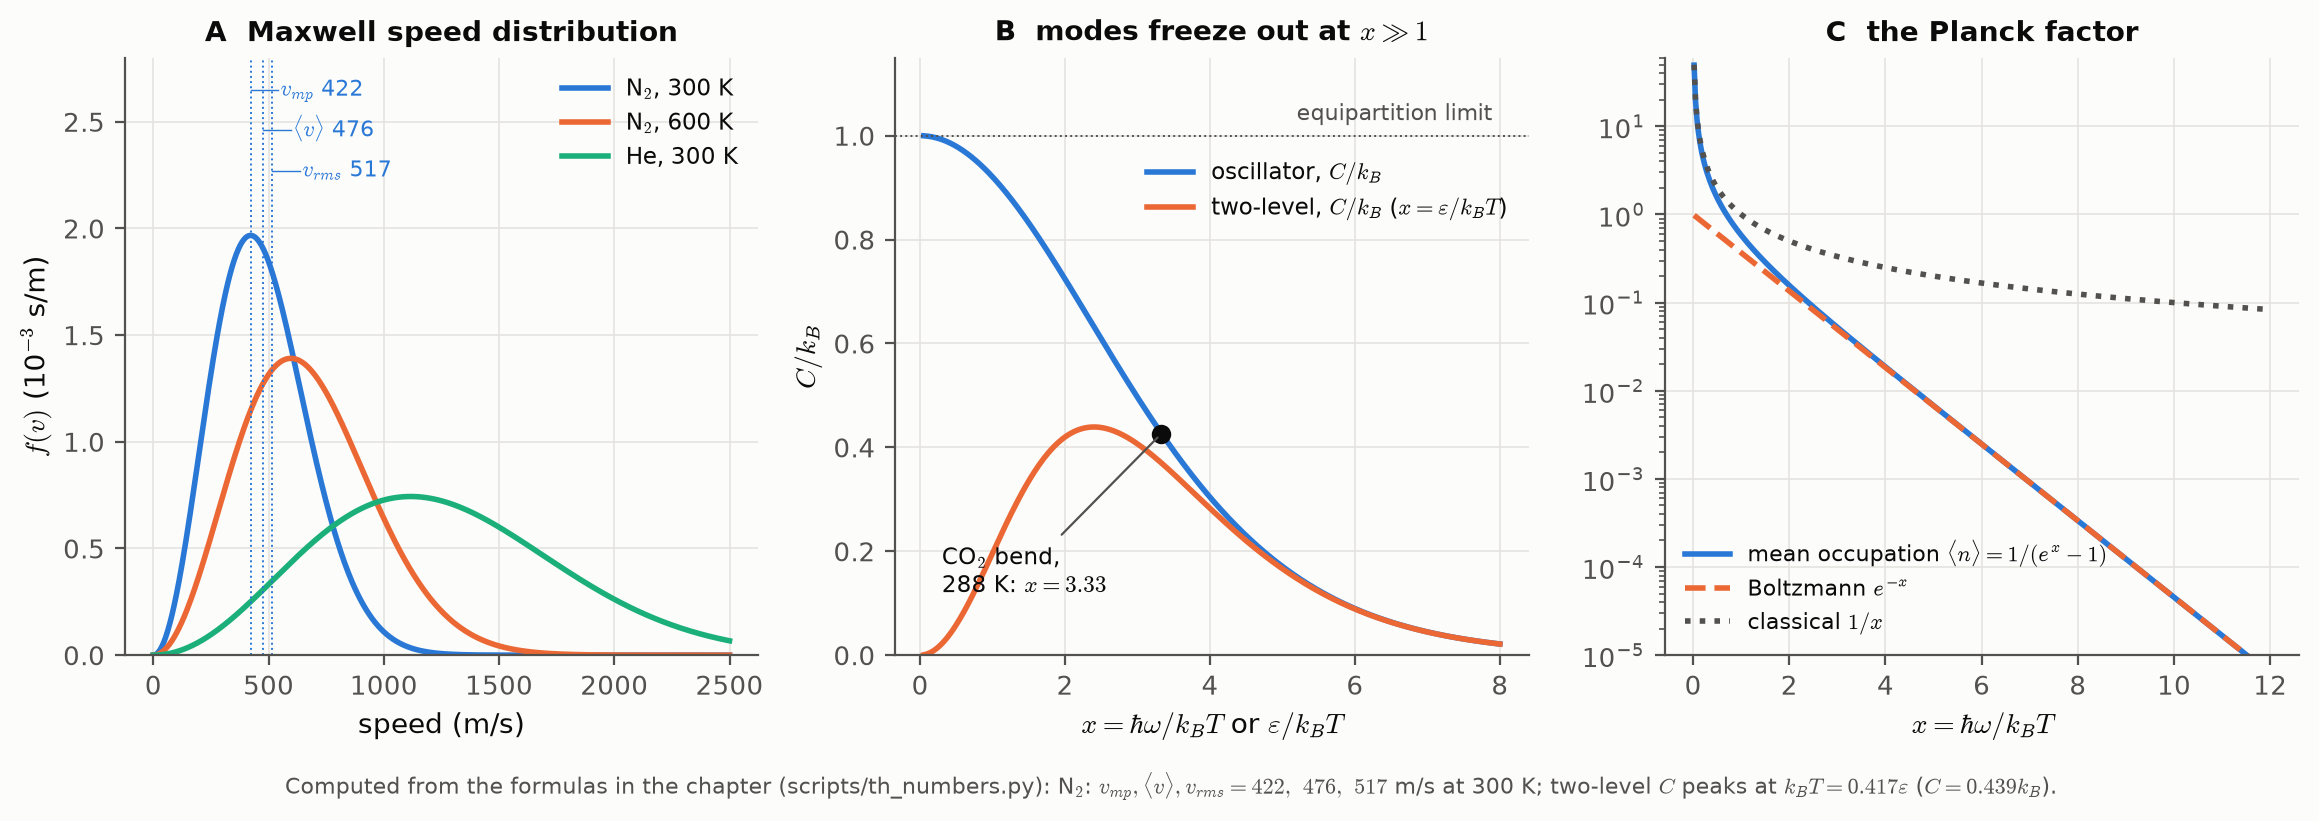 A Maxwell speed distribution
f(v) (10⁻³ s/m)
2.5
2.0
1.5
1.0
0.5
0.0
v_mp 422
⟨v⟩ 476
v_rms 517
N₂, 300 K
N₂, 600 K
He, 300 K
0 500 1000 1500 2000 2500
speed (m/s)
B modes freeze out at x ≫ 1
C/k_B
1.0
0.8
0.6
0.4
0.2
0.0
equipartition limit
oscillator, C/k_B
two-level, C/k_B (x = ε/k_BT)
CO₂ bend,
288 K: x = 3.33
0 2 4 6 8
x = ℏω/k_BT or ε/k_BT
C the Planck factor
10¹
10⁰
10⁻¹
10⁻²
10⁻³
10⁻⁴
10⁻⁵
mean occupation ⟨n⟩ = 1/(eˣ − 1)
Boltzmann e⁻ˣ
classical 1/x
0 2 4 6 8 10 12
x = ℏω/k_BT
Computed from the formulas in the chapter (scripts/th_numbers.py): N₂: v_mp, ⟨v⟩, v_rms = 422, 476, 517 m/s at 300 K; two-level C peaks at k_BT = 0.417ε (C = 0.439k_B).